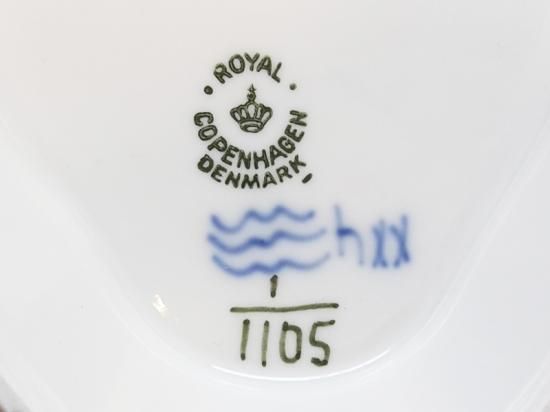 ROYAL
COPENHAGEN
DENMARK
hxx
1
1105